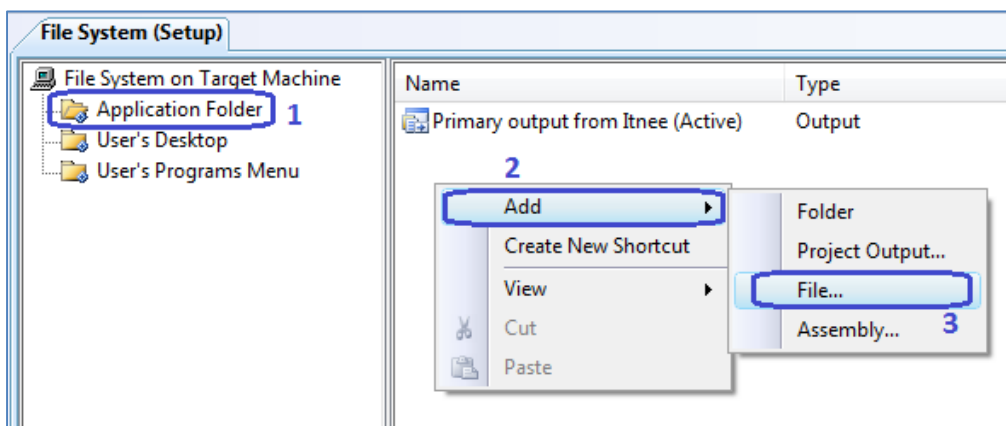 File System (Setup)
File System on Target Machine
Application Folder 1
User's Desktop
User's Programs Menu
Name Type
Primary output from Itnee (Active) Output
2
Add
Create New Shortcut
View
Cut
Paste
Folder
Project Output...
File...
Assembly... 3